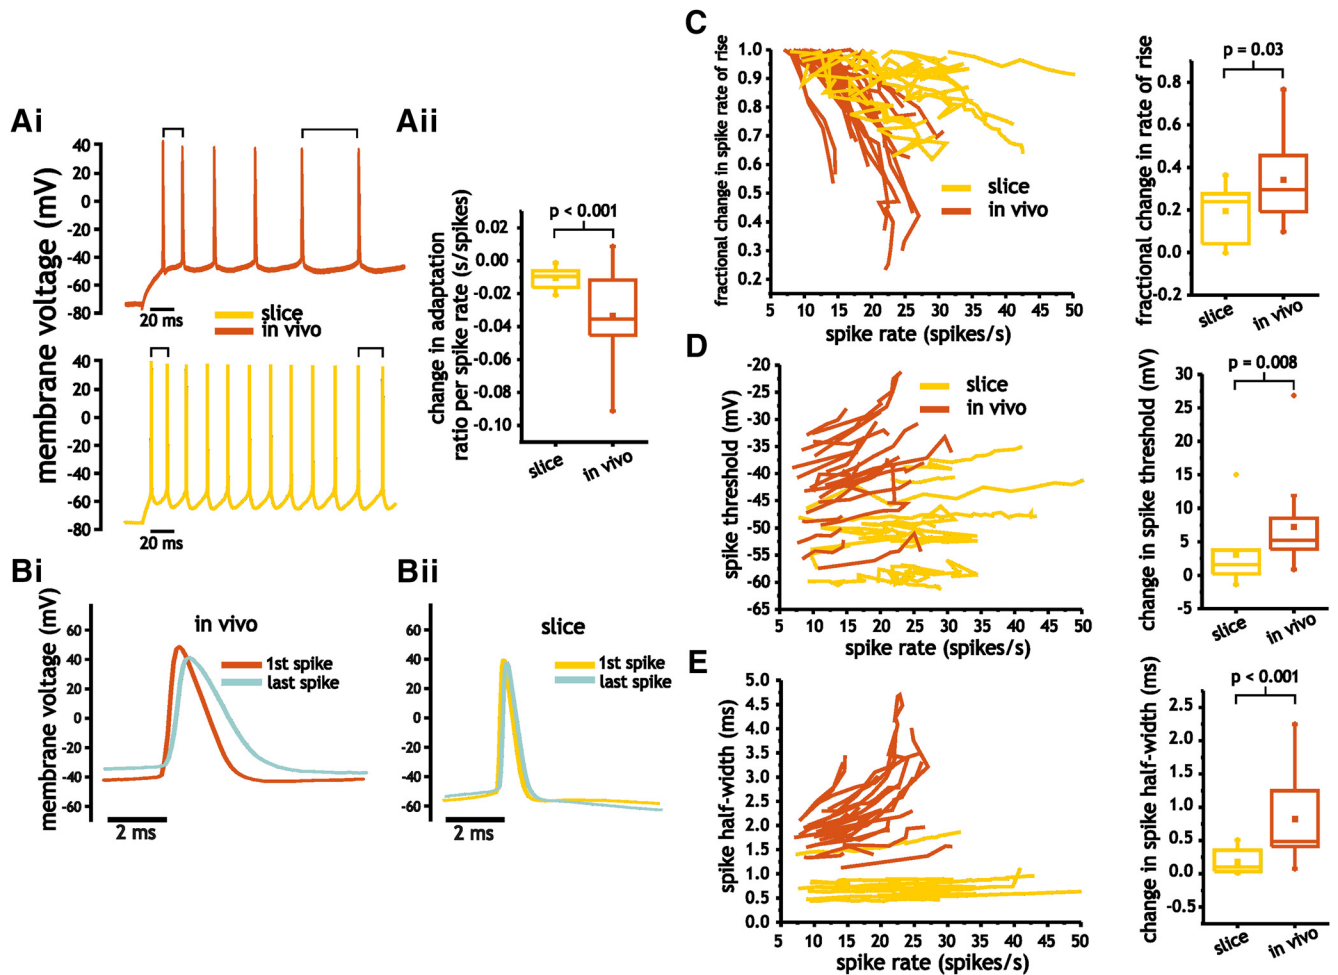 Ai
membrane voltage (mV)
40
20
0
-20
-40
-60
-80
20 ms
slice
in vivo
40
20
0
-20
-40
-60
-80
20 ms
Aii
change in adaptation
ratio per spike rate (s/spikes)
p < 0.001
0.02
0.00
-0.02
-0.04
-0.06
-0.08
-0.10
slice
in vivo
Bi
membrane voltage (mV)
in vivo
60
40
20
0
-20
-40
-60
1st spike
last spike
2 ms
Bii
slice
60
40
20
0
-20
-40
-60
1st spike
last spike
2 ms
C
fractional change in spike rate of rise
1.0
0.9
0.8
0.7
0.6
0.5
0.4
0.3
0.2
slice
in vivo
5 10 15 20 25 30 35 40 45 50
spike rate (spikes/s)
fractional change in rate of rise
p = 0.03
0.8
0.6
0.4
0.2
0.0
-0.2
slice
in vivo
D
spike threshold (mV)
-20
-25
-30
-35
-40
-45
-50
-55
-60
-65
slice
in vivo
5 10 15 20 25 30 35 40 45 50
spike rate (spikes/s)
change in spike threshold (mV)
p = 0.008
30
25
20
15
10
5
0
-5
slice
in vivo
E
spike half-width (ms)
5.0
4.5
4.0
3.5
3.0
2.5
2.0
1.5
1.0
0.5
0.0
5 10 15 20 25 30 35 40 45 50
spike rate (spikes/s)
change in spike half-width (ms)
p < 0.001
2.5
2.0
1.5
1.0
0.5
0.0
-0.5
slice
in vivo